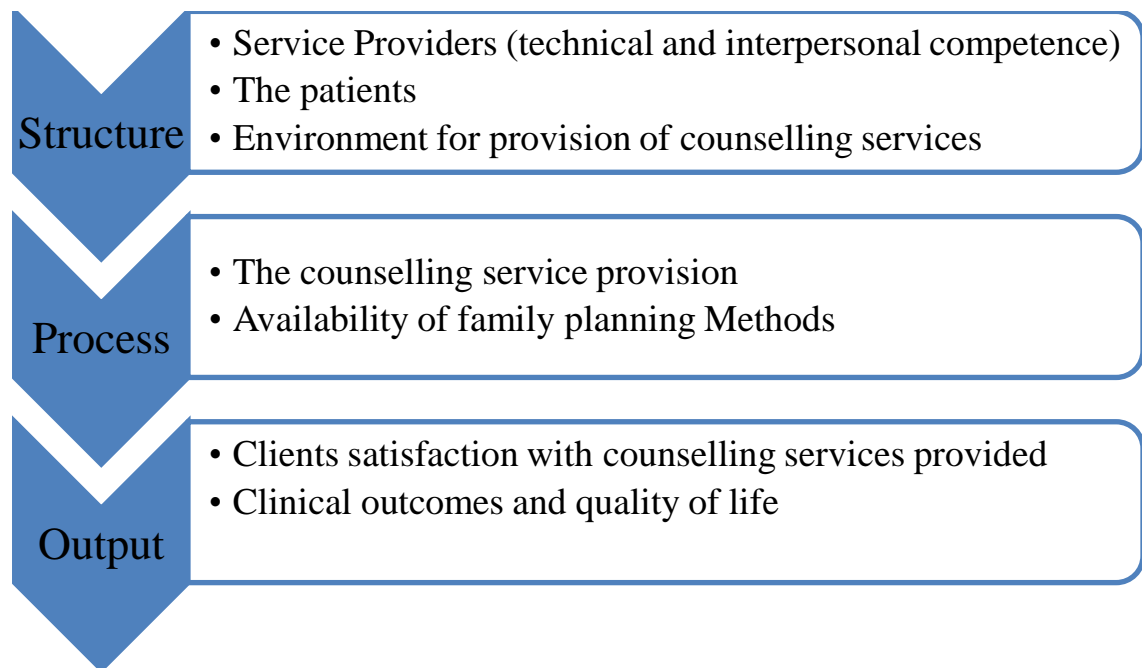 Structure
• Service Providers (technical and interpersonal competence)
• The patients
• Environment for provision of counselling services
Process
• The counselling service provision
• Availability of family planning Methods
Output
• Clients satisfaction with counselling services provided
• Clinical outcomes and quality of life